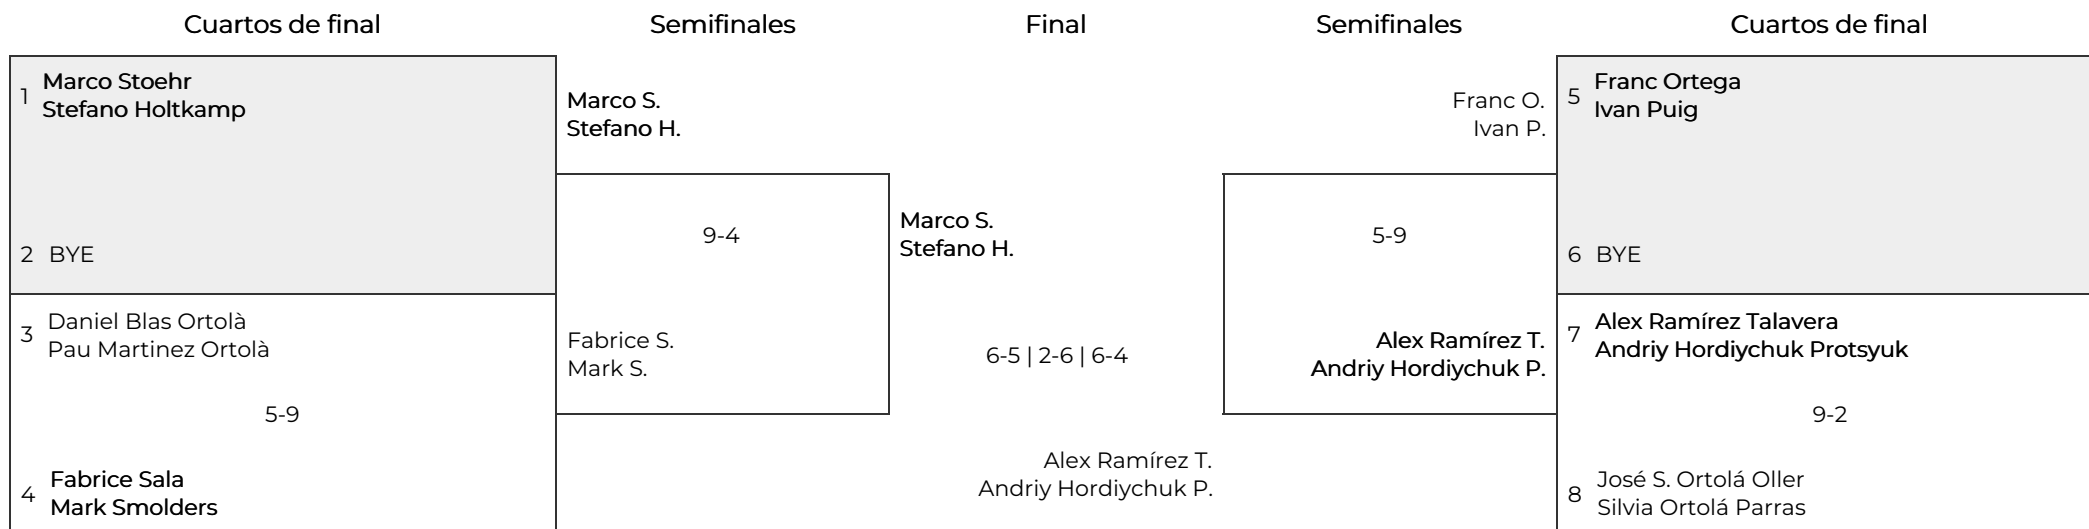 Cuartos de final
Semifinales
Final
Semifinales
Cuartos de final
1
Marco Stoehr
Stefano Holtkamp
2 BYE
3
Daniel Blas Ortolà
Pau Martinez Ortolà
5-9
4
Fabrice Sala
Mark Smolders
Marco S.
Stefano H.
9-4
Fabrice S.
Mark S.
Marco S.
Stefano H.
6-5 | 2-6 | 6-4
Alex Ramírez T.
Andriy Hordiychuk P.
Franc O.
Ivan P.
5-9
Alex Ramírez T.
Andriy Hordiychuk P.
5
Franc Ortega
Ivan Puig
6 BYE
7
Alex Ramírez Talavera
Andriy Hordiychuk Protsyuk
9-2
8
José S. Ortolá Oller
Silvia Ortolá Parras